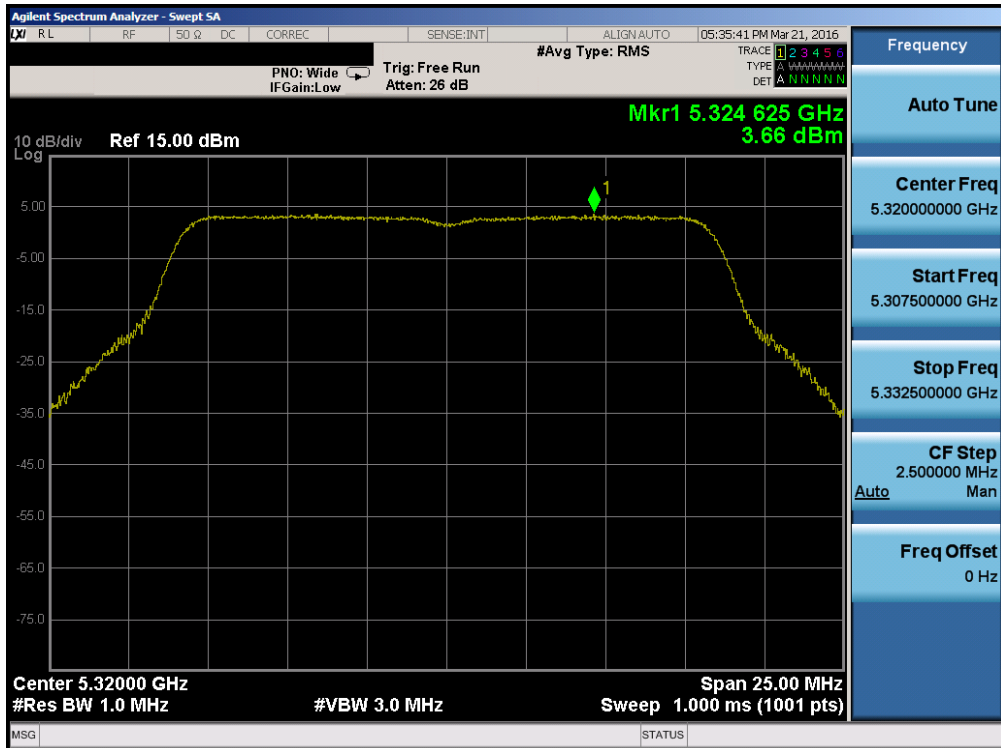 Agilent Spectrum Analyzer - Swept SA
LXI RL RF 50 Ω DC CORREC SENSE:INT ALIGN AUTO 05:35:41 PM Mar 21, 2016
#Avg Type: RMS TRACE 1 2 3 4 5 6
PNO: Wide Trig: Free Run TYPE A WWWWW
IFGain:Low Atten: 26 dB DET A N N N N N
Mkr1 5.324 625 GHz
3.66 dBm
10 dB/div Ref 15.00 dBm
Log
1
5.00
-5.00
-15.0
-25.0
-35.0
-45.0
-55.0
-65.0
-75.0
Center 5.32000 GHz Span 25.00 MHz
#Res BW 1.0 MHz #VBW 3.0 MHz Sweep 1.000 ms (1001 pts)
MSG STATUS
Frequency
Auto Tune
Center Freq
5.320000000 GHz
Start Freq
5.307500000 GHz
Stop Freq
5.332500000 GHz
CF Step
2.500000 MHz
Auto Man
Freq Offset
0 Hz